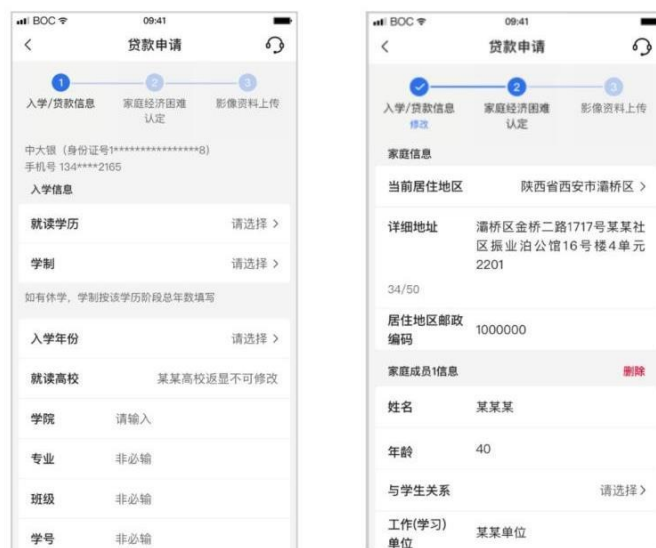 BOC 09:41
贷款申请
1 2 3
入学/贷款信息 家庭经济困难 影像资料上传
认定
中大银（身份证号1****************8)
手机号 134****2165
入学信息
就读学历 请选择
学制 请选择
如有休学，学制按该学历阶段总年数填写
入学年份 请选择
就读高校 某某高校返显不可修改
学院 请输入
专业 非必输
班级 非必输
学号 非必输
BOC 09:41
贷款申请
2 3
入学/贷款信息 家庭经济困难 影像资料上传
修改 认定
家庭信息
当前居住地区 陕西省西安市灞桥区
详细地址 灞桥区金桥二路1717号某某社
区振业泊公馆16号楼4单元
2201
34/50
居住地区邮政
编码 1000000
家庭成员1信息 删除
姓名 某某某
年龄 40
与学生关系 请选择
工作(学习)
单位 某某单位